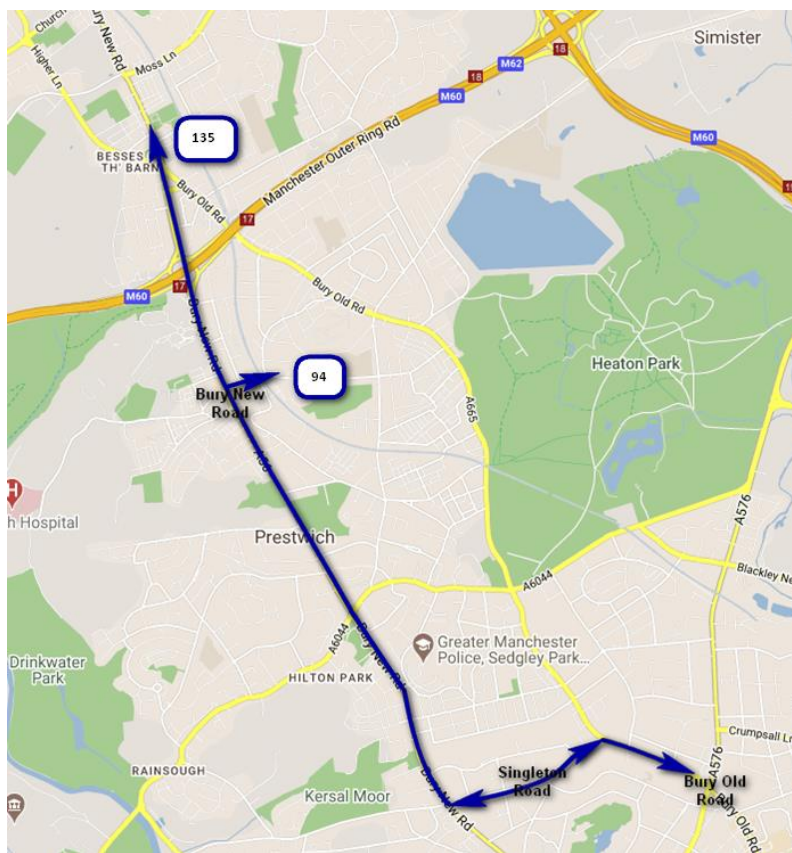 Church
Bury New Rd
Higher Ln
Moss Ln
Simister
18
M62
18
M60
135
M60
BESSES
TH' BARN
Manchester Outer Ring Rd
Bury Old Rd
17
M60
17
Bury Old Rd
Bury New Rd
94
Heaton Park
Bury New
Road
A665
A56
H
h Hospital
A576
Prestwich
Blackley Ne
A6044
A6044
Bury New Rd
Greater Manchester
Police, Sedgley Park...
Drinkwater
Park
HILTON PARK
Crumpsall Ln
RAINSOUGH
Singleton
Road
A576
Bury Old
Road
Kersal Moor
Bury New Rd
Bury Old Rd